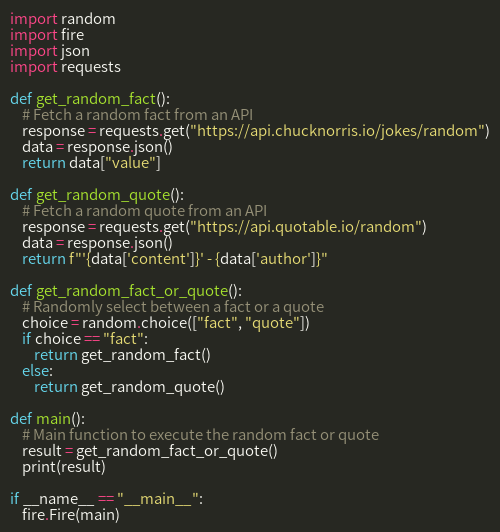 import random
import fire
import json
import requests

def get_random_fact():
    # Fetch a random fact from an API
    response = requests.get("https://api.chucknorris.io/jokes/random")
    data = response.json()
    return data["value"]

def get_random_quote():
    # Fetch a random quote from an API
    response = requests.get("https://api.quotable.io/random")
    data = response.json()
    return f"'{data['content']}' - {data['author']}"

def get_random_fact_or_quote():
    # Randomly select between a fact or a quote
    choice = random.choice(["fact", "quote"])
    if choice == "fact":
        return get_random_fact()
    else:
        return get_random_quote()

def main():
    # Main function to execute the random fact or quote
    result = get_random_fact_or_quote()
    print(result)

if __name__ == "__main__":
    fire.Fire(main)